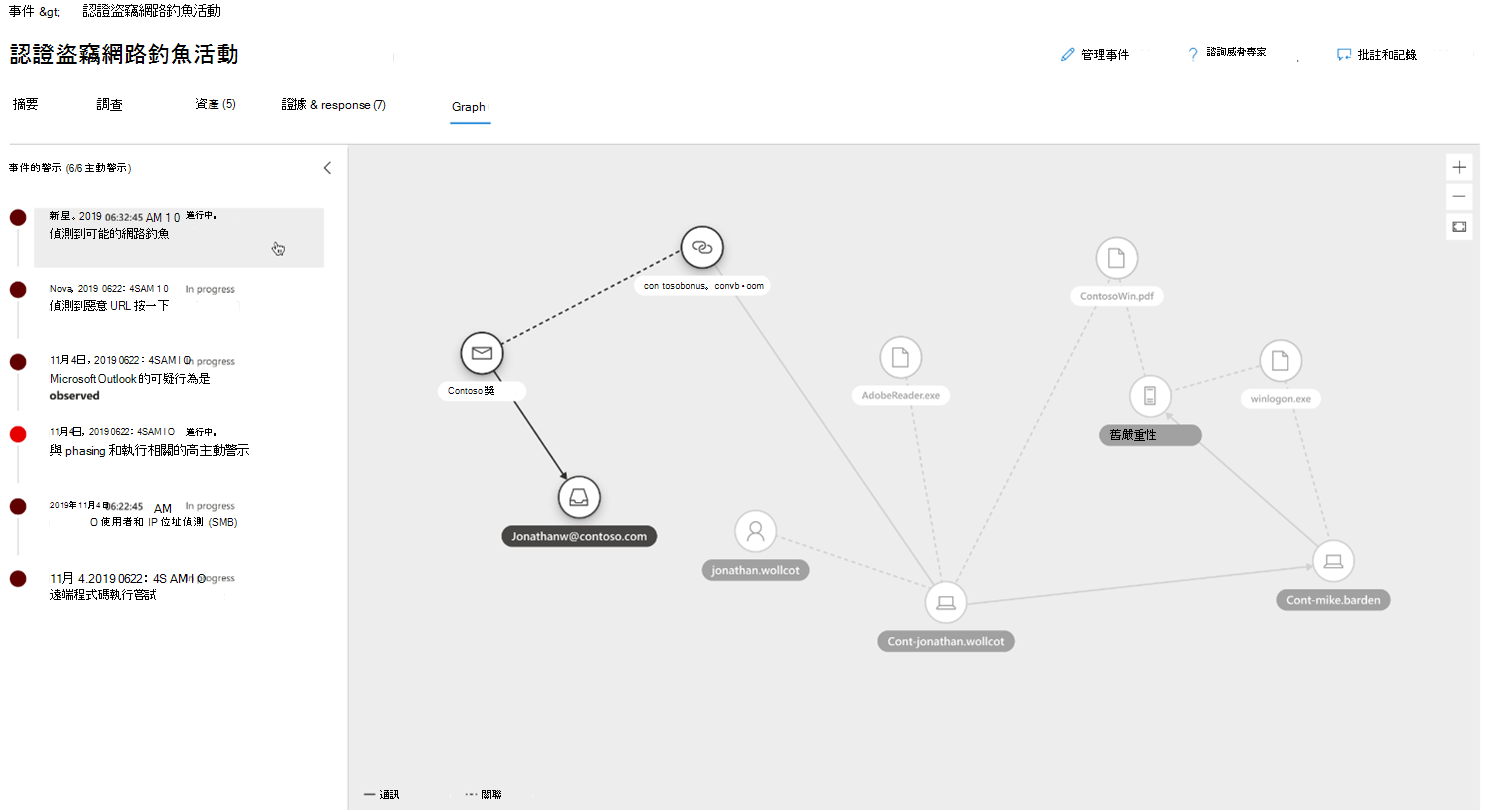 事件 &gt; 認證盜竊網路釣魚活動
認證盜竊網路釣魚活動
管理事件
? 諮詢威脅專家
批註和記錄
摘要 調查 資產 (5) 證據 & response (7) Graph
事件的警示 (6/6 主動警示)
新星。2019 06:32:45 AM 1 0 進行中。
偵測到可能的網路釣魚
Nova, 2019 0622：4SAM 1 0 In progress
偵測到惡意 URL 按一下
11月4日，2019 0622：4SAM I O In progress
Microsoft Outlook 的可疑行為是
observed
11月4日，2019 0622：4SAM I O 進行中。
與 phasing 和執行相關的高主動警示
2019年11月4日 06:22:45 AM In progress
O 使用者和 IP 位址偵測 (SMB)
11月 4.2019 0622：4S AM I O progress
遠端程式碼執行嘗試
con tosobonus。convb•oom
ContosoWin.pdf
Contoso 獎
AdobeReader.exe
winlogon.exe
舊嚴重性
Jonathanw@contoso.com
jonathan.wollcot
Cont-mike.barden
Cont-jonathan.wollcot
通訊
關聯